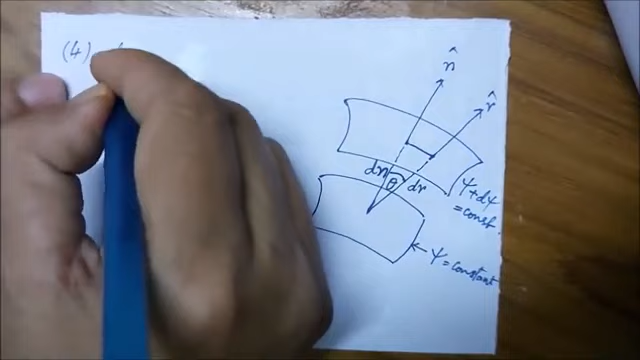 (4)
n̂
r̂
dn θ dr
ψ+dψ
=const.
ψ=constant